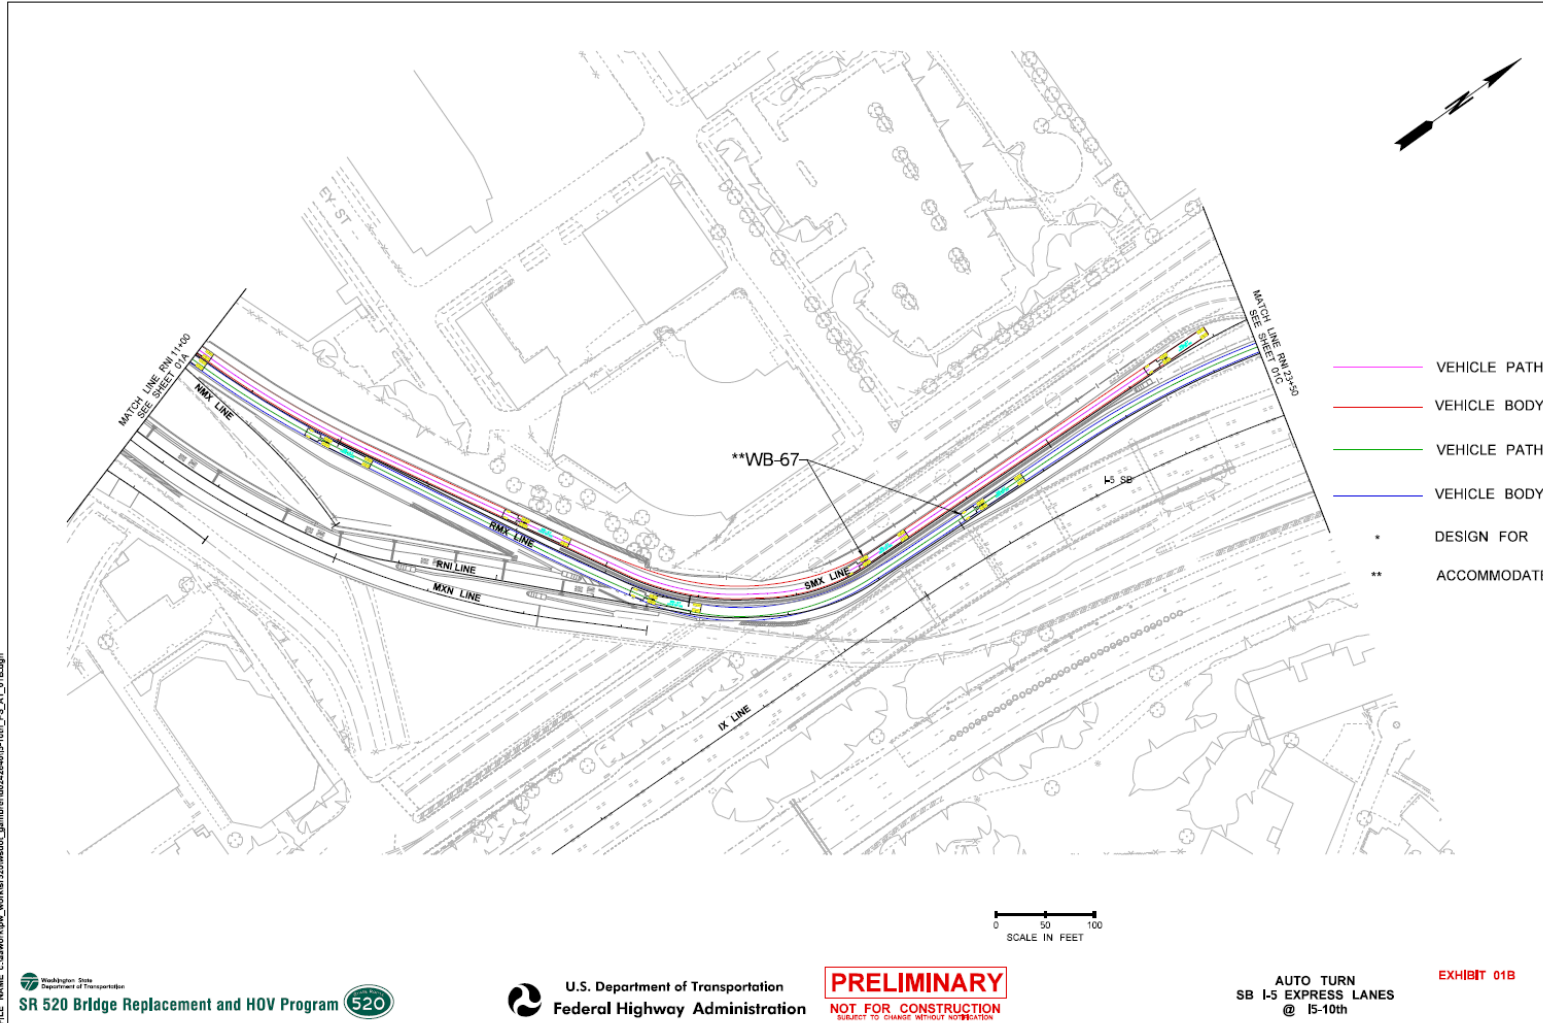 EY ST
MATCH LINE RNI 11+00
SEE SHEET 01A
NMX LINE
RMX LINE
RNI LINE
MXN LINE
**WB-67
SMX LINE
I-5 SB
IX LINE
MATCH LINE RNI 23+50
SEE SHEET 01C
N
VEHICLE PATH
VEHICLE BODY
VEHICLE PATH
VEHICLE BODY
* DESIGN FOR
** ACCOMMODATE
0 50 100
SCALE IN FEET
Washington State
Department of Transportation
SR 520 Bridge Replacement and HOV Program
520
U.S. Department of Transportation
Federal Highway Administration
PRELIMINARY
NOT FOR CONSTRUCTION
SUBJECT TO CHANGE WITHOUT NOTIFICATION
AUTO TURN
SB I-5 EXPRESS LANES
@ I5-10th
EXHIBIT 01B